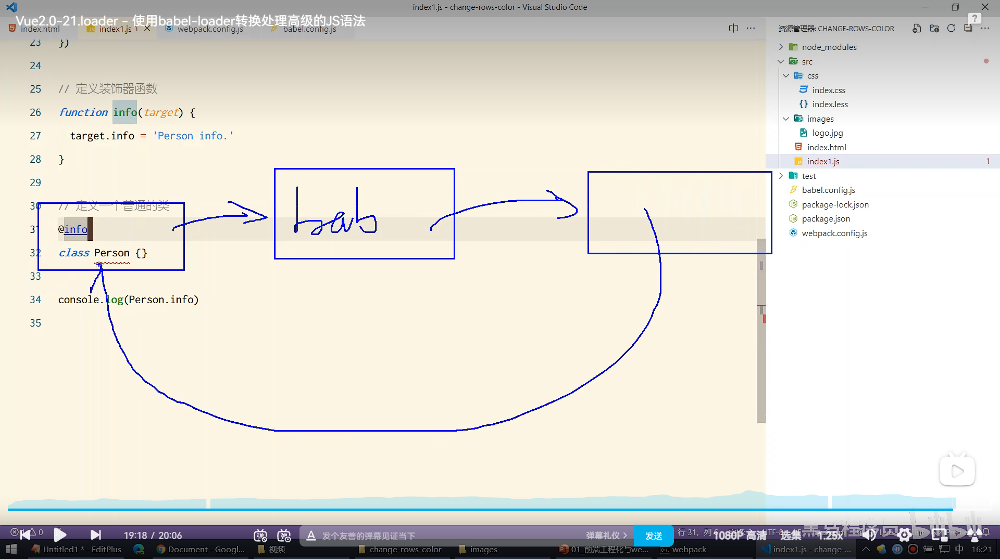 index1.js - change-rows-color - Visual Studio Code
Vue2.0-21.loader - 使用babel-loader转换处理高级的JS语法
index.html
index1.js 1
webpack.config.js
babel.config.js
23 })
24
25 // 定义装饰器函数
26 function info(target) {
27 target.info = 'Person info.'
28 }
29
30 // 定义一个普通的类
31 @info
32 class Person {}
33
34 console.log(Person.info)
35
bab
资源管理器: CHANGE-ROWS-COLOR
node_modules
src
css
index.css
index.less
images
logo.jpg
index.html
index1.js 1
test
babel.config.js
package-lock.json
package.json
webpack.config.js
19:18 / 20:06
弹
弹
发个友善的弹幕见证当下
弹幕礼仪 >
发送
行 31，列 6
1080P 高清
选集
1.25x
黑马程序员
bilibili
Untitled1 * - EditPlus
Document - Googl...
视频
change-rows-color
images
01_前端工程化与we...
webpack
index1.js - change-...
中
16:21